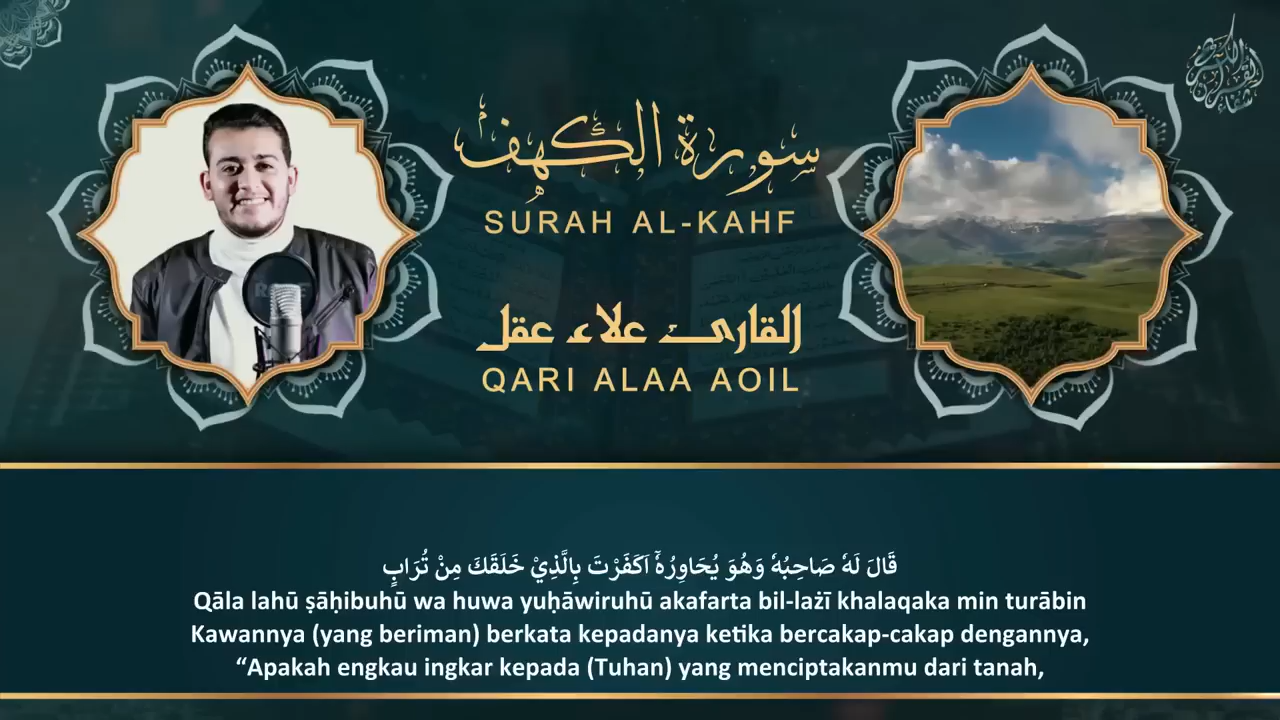 سورة الكهف
SURAH AL-KAHF
القارئ علاء عقل
QARI ALAA AOIL
قَالَ لَهٗ صَاحِبُهٗ وَهُوَ يُحَاوِرُهٗٓ اَكَفَرْتَ بِالَّذِيْ خَلَقَكَ مِنْ تُرَابٍ
Qāla lahū ṣāḥibuhū wa huwa yuḥāwiruhū akafarta bil-lażī khalaqaka min turābin
Kawannya (yang beriman) berkata kepadanya ketika bercakap-cakap dengannya,
“Apakah engkau ingkar kepada (Tuhan) yang menciptakanmu dari tanah,